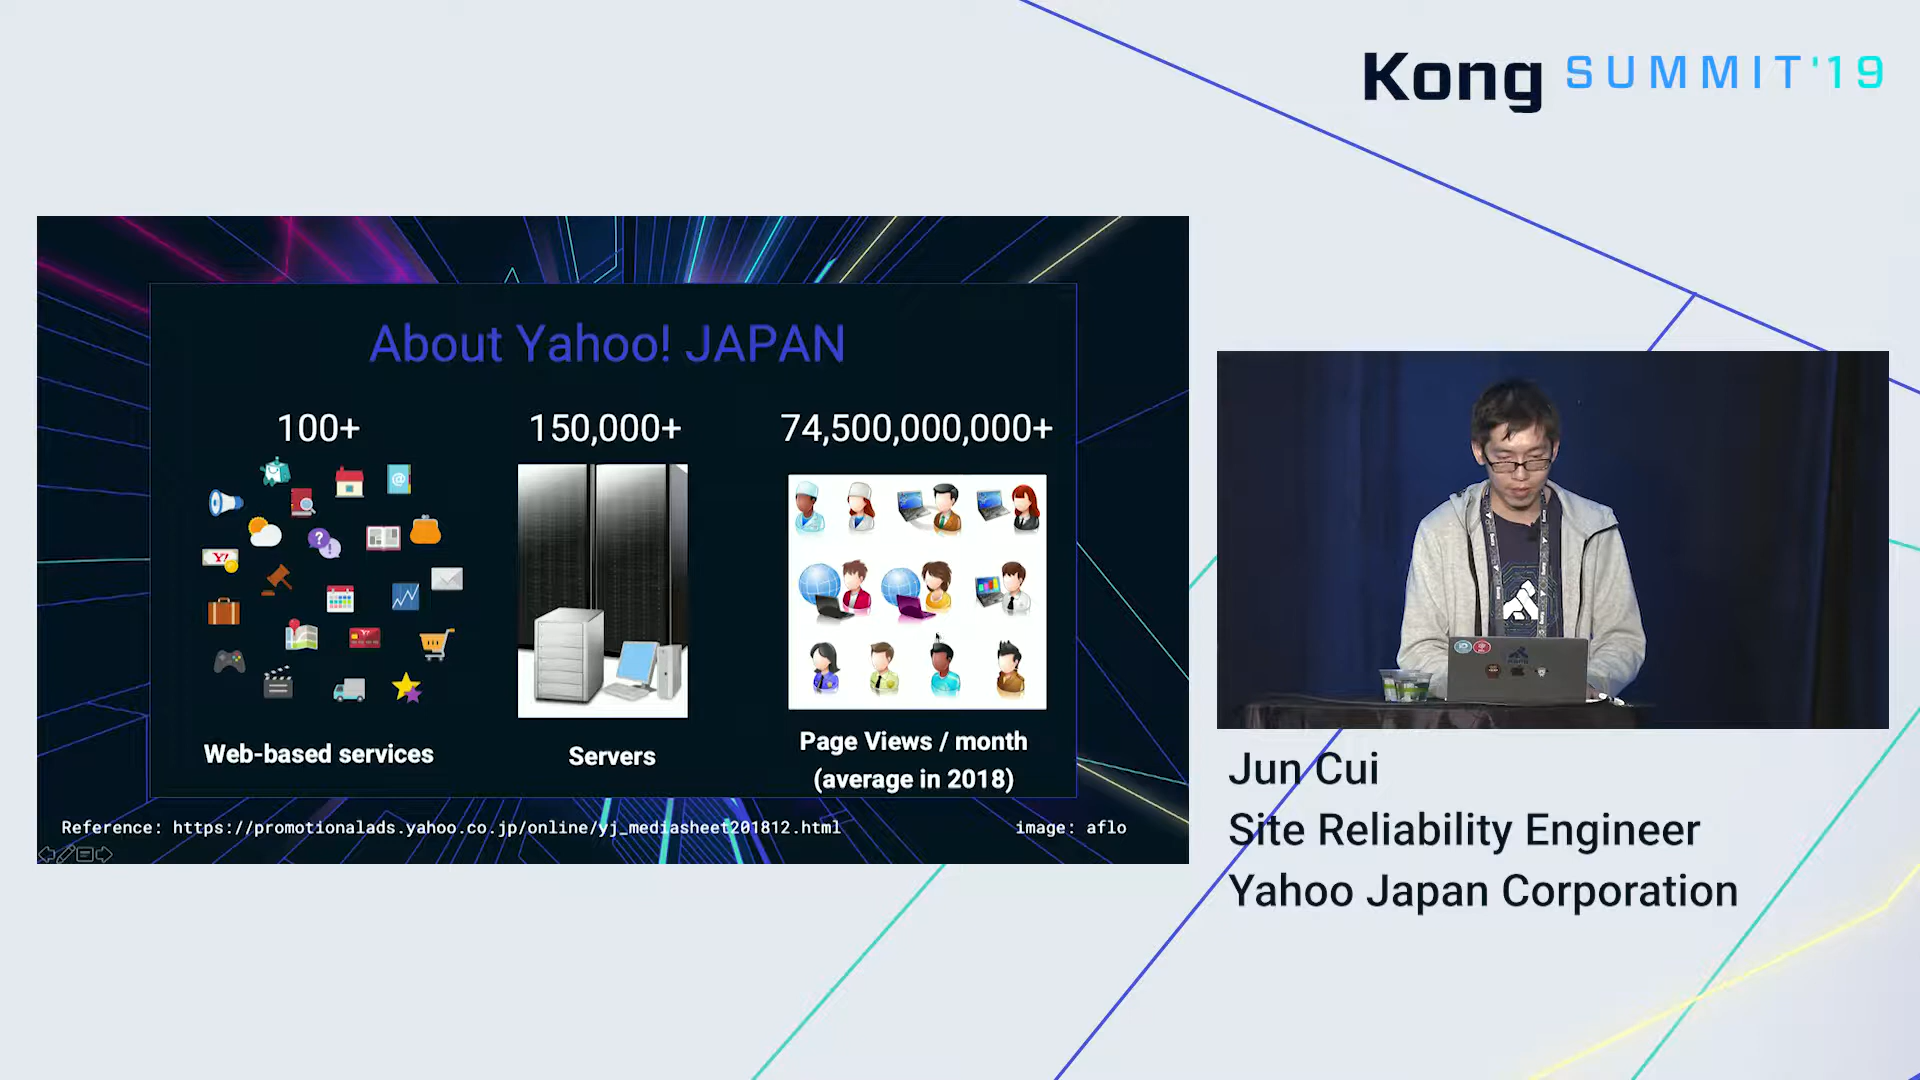 Kong SUMMIT'19
About Yahoo! JAPAN
100+
150,000+
74,500,000,000+
Web-based services
Servers
Page Views / month
(average in 2018)
Reference: https://promotionalads.yahoo.co.jp/online/yj_mediasheet201812.html
image: aflo
Jun Cui
Site Reliability Engineer
Yahoo Japan Corporation